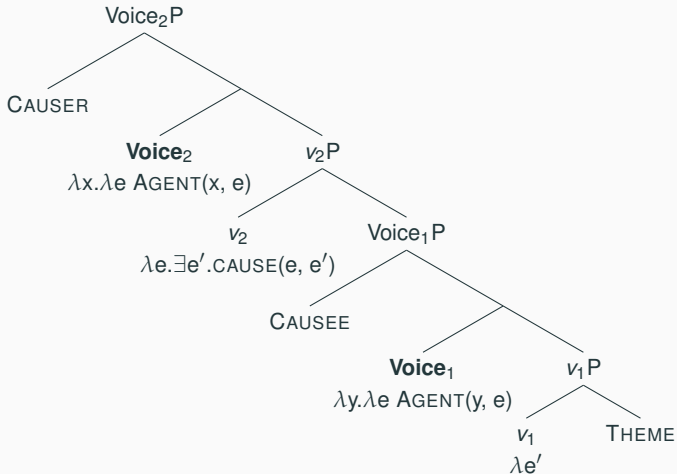 Voice₂P
CAUSER
Voice₂
v₂P
λx.λe AGENT(x, e)
v₂
Voice₁P
λe.∃e′.CAUSE(e, e′)
CAUSEE
Voice₁
v₁P
λy.λe AGENT(y, e)
v₁
THEME
λe′